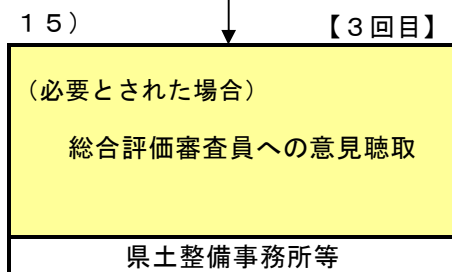 １５） 【３回目】
（必要とされた場合）
総合評価審査員への意見聴取
県土整備事務所等